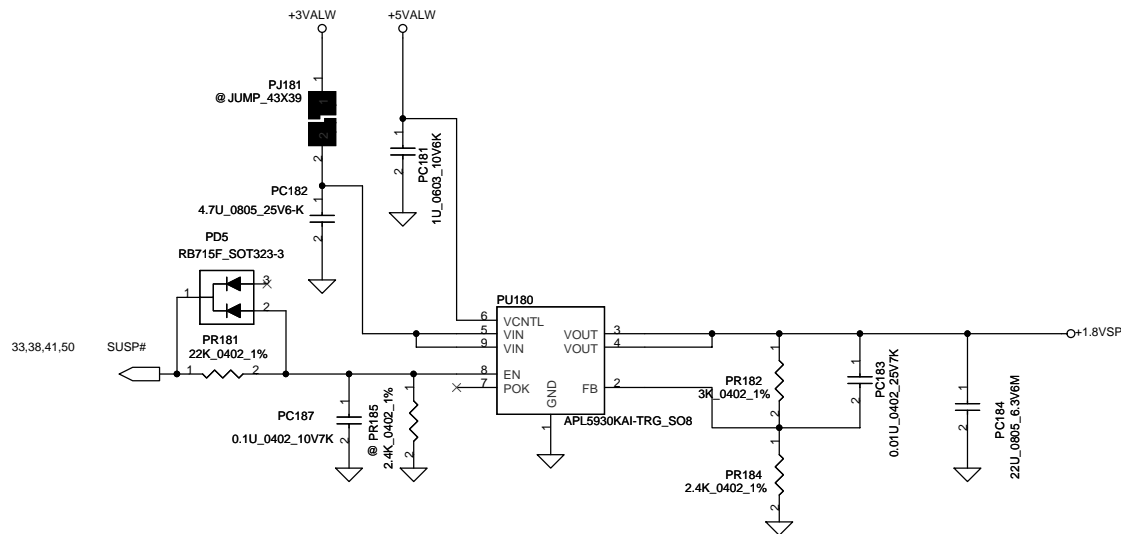 +3VALW
+5VALW
1
PJ181
@ JUMP_43X39
1
2
2
PC182
4.7U_0805_25V6-K
1
2
1
2
PC181
1U_0603_10V6K
PD5
RB715F_SOT323-3
1
3
2
PR181
22K_0402_1%
33,38,41,50
SUSP#
1
2
PC187
0.1U_0402_10V7K
1
2
@ PR185
2.4K_0402_1%
1
2
PU180
6
VCNTL
5
VIN
9
VIN
8
EN
7
POK
GND
1
VOUT
3
VOUT
4
FB
2
APL5930KAI-TRG_SO8
+1.8VSP
PR182
3K_0402_1%
1
2
1
2
PC183
0.01U_0402_25V7K
1
2
PC184
22U_0805_6.3V6M
PR184
2.4K_0402_1%
1
2